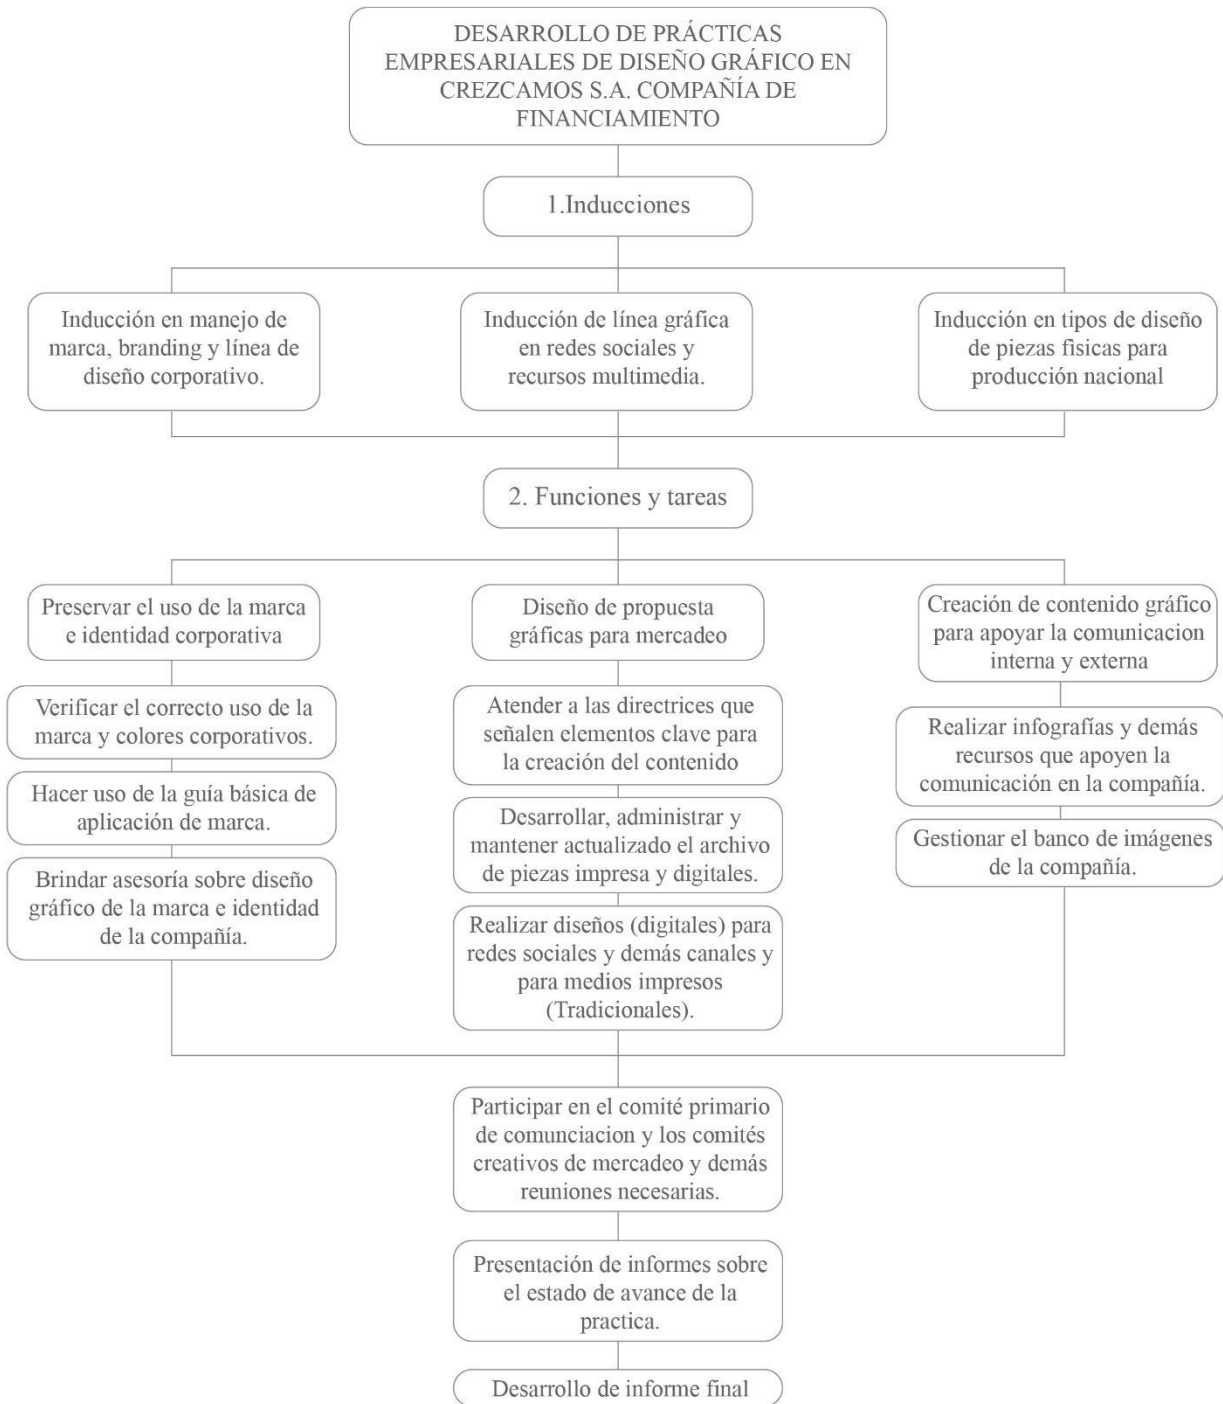 DESARROLLO DE PRÁCTICAS
EMPRESARIALES DE DISEÑO GRÁFICO EN
CREZCAMOS S.A. COMPAÑÍA DE
FINANCIAMIENTO
1.Inducciones
Inducción en manejo de
marca, branding y línea de
diseño corporativo.
Inducción de línea gráfica
en redes sociales y
recursos multimedia.
Inducción en tipos de diseño
de piezas fisicas para
producción nacional
2. Funciones y tareas
Preservar el uso de la marca
e identidad corporativa
Verificar el correcto uso de la
marca y colores corporativos.
Hacer uso de la guía básica de
aplicación de marca.
Brindar asesoría sobre diseño
gráfico de la marca e identidad
de la compañía.
Diseño de propuesta
gráficas para mercadeo
Atender a las directrices que
señalen elementos clave para
la creación del contenido
Desarrollar, administrar y
mantener actualizado el archivo
de piezas impresa y digitales.
Realizar diseños (digitales) para
redes sociales y demás canales y
para medios impresos
(Tradicionales).
Creación de contenido gráfico
para apoyar la comunicacion
interna y externa
Realizar infografías y demás
recursos que apoyen la
comunicación en la compañía.
Gestionar el banco de imágenes
de la compañía.
Participar en el comité primario
de comunciacion y los comités
creativos de mercadeo y demás
reuniones necesarias.
Presentación de informes sobre
el estado de avance de la
practica.
Desarrollo de informe final